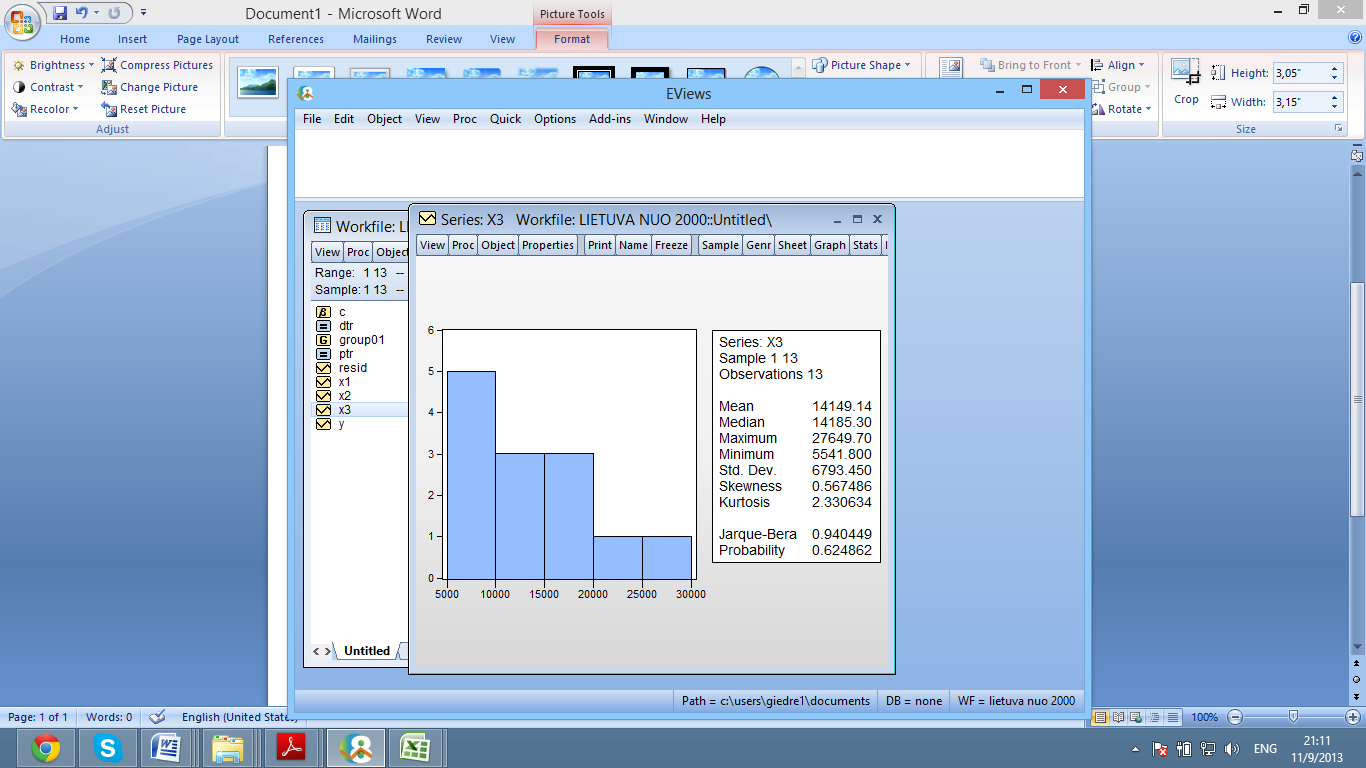 Document1 - Microsoft Word
Picture Tools
Home Insert Page Layout References Mailings Review View Format
Brightness Compress Pictures
Contrast Change Picture
Recolor Reset Picture
Adjust
Picture Shape
Bring to Front Align
Group
Rotate
Crop
Height: 3,05"
Width: 3,15"
Size
EViews
File Edit Object View Proc Quick Options Add-ins Window Help
Workfile: LI
View Proc Object
Range: 1 13 --
Sample: 1 13 --
c
dtr
group01
ptr
resid
x1
x2
x3
y
< > Untitled
Series: X3 Workfile: LIETUVA NUO 2000::Untitled\
View Proc Object Properties Print Name Freeze Sample Genr Sheet Graph Stats
6
5
4
3
2
1
0
5000 10000 15000 20000 25000 30000
Series: X3
Sample 1 13
Observations 13
Mean 14149.14
Median 14185.30
Maximum 27649.70
Minimum 5541.800
Std. Dev. 6793.450
Skewness 0.567486
Kurtosis 2.330634
Jarque-Bera 0.940449
Probability 0.624862
Path = c:\users\giedre1\documents DB = none WF = lietuva nuo 2000
Page: 1 of 1 Words: 0 English (United States) 100%
ENG
21:11
11/9/2013